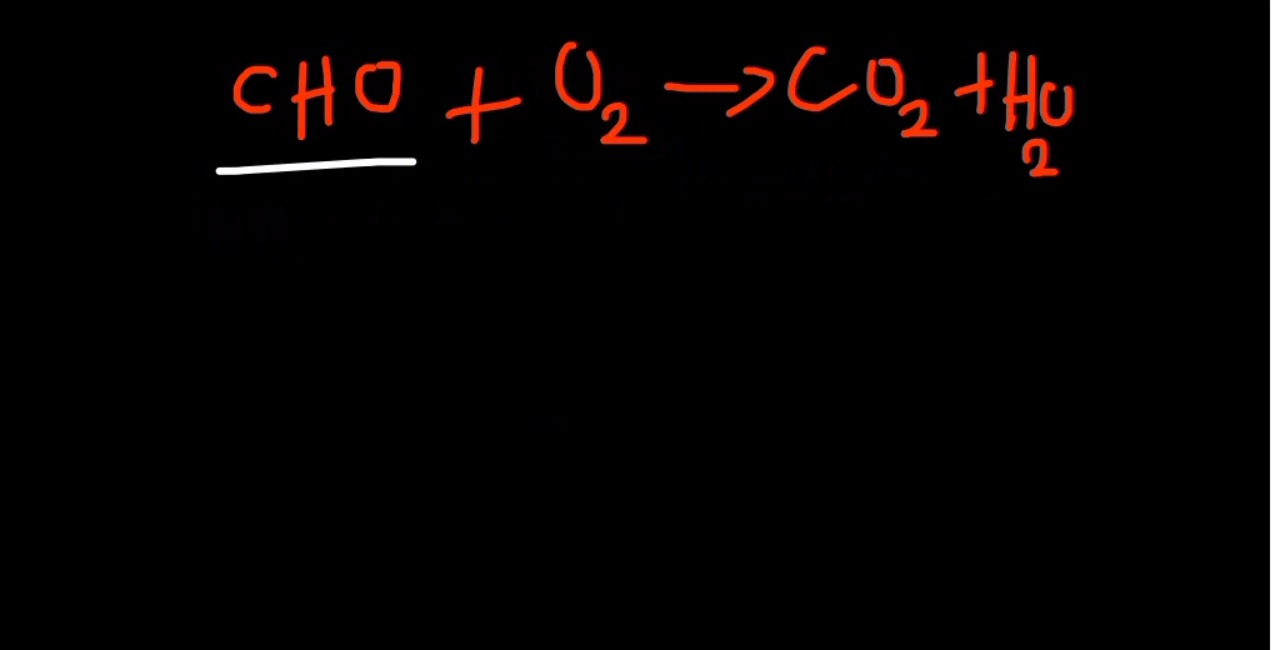 CHO + O₂ → CO₂ + H₂O